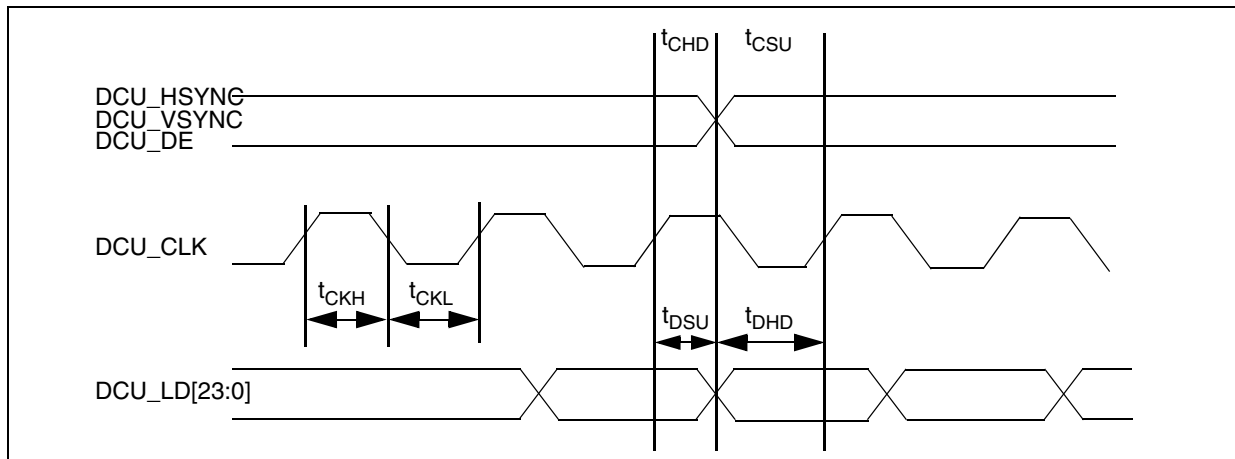 tCHD tCSU
DCU_HSYNC
DCU_VSYNC
DCU_DE
DCU_CLK
tCKH tCKL
tDSU tDHD
DCU_LD[23:0]